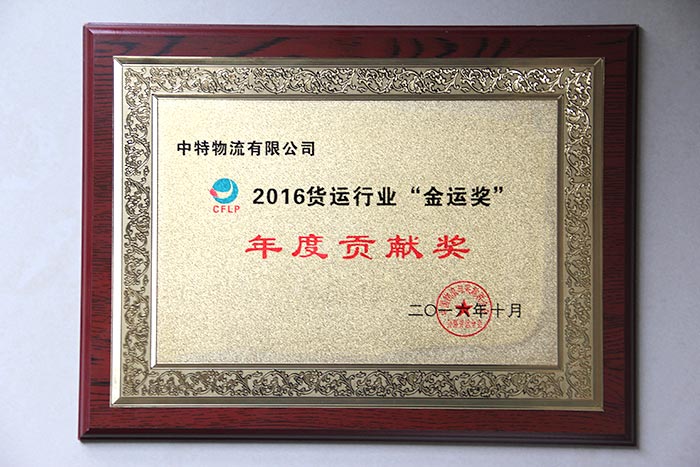 中特物流有限公司
CFLP
2016货运行业“金运奖”
年度贡献奖
二〇一六年十月